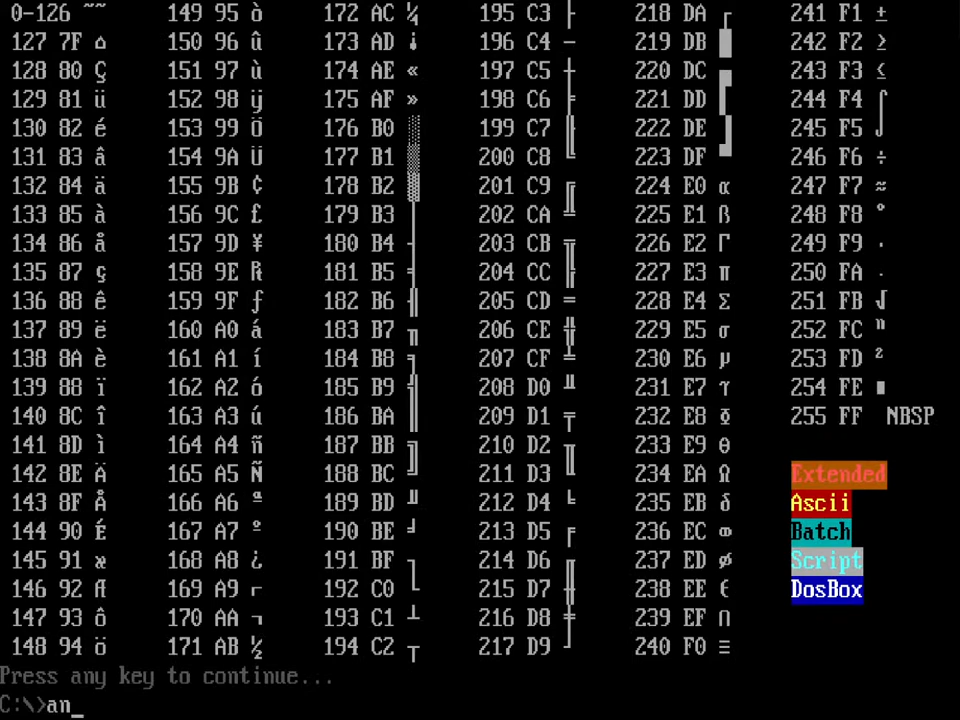 0-126 ~~ 149 95 ò 172 AC ¼ 195 C3 ├ 218 DA ┌ 241 F1 ±
127 7F ⌂ 150 96 û 173 AD ¡ 196 C4 ─ 219 DB █ 242 F2 ≥
128 80 Ç 151 97 ù 174 AE « 197 C5 ┼ 220 DC ▄ 243 F3 ≤
129 81 ü 152 98 ÿ 175 AF » 198 C6 ╞ 221 DD ▌ 244 F4 ⌠
130 82 é 153 99 Ö 176 B0 ░ 199 C7 ╟ 222 DE ▐ 245 F5 ⌡
131 83 â 154 9A Ü 177 B1 ▒ 200 C8 ╚ 223 DF ▀ 246 F6 ÷
132 84 ä 155 9B ¢ 178 B2 ▓ 201 C9 ╔ 224 E0 α 247 F7 ≈
133 85 à 156 9C £ 179 B3 │ 202 CA ╩ 225 E1 ß 248 F8 °
134 86 å 157 9D ¥ 180 B4 ┤ 203 CB ╦ 226 E2 Γ 249 F9 ∙
135 87 ç 158 9E ₧ 181 B5 ╡ 204 CC ╠ 227 E3 π 250 FA ·
136 88 ê 159 9F ƒ 182 B6 ╢ 205 CD ═ 228 E4 Σ 251 FB √
137 89 ë 160 A0 á 183 B7 ╖ 206 CE ╬ 229 E5 σ 252 FC ⁿ
138 8A è 161 A1 í 184 B8 ╕ 207 CF ╧ 230 E6 µ 253 FD ²
139 88 ï 162 A2 ó 185 B9 ╣ 208 D0 ╨ 231 E7 τ 254 FE ■
140 8C î 163 A3 ú 186 BA ║ 209 D1 ╤ 232 E8 Φ 255 FF NBSP
141 8D ì 164 A4 ñ 187 BB ╗ 210 D2 ╥ 233 E9 Θ
142 8E Ä 165 A5 Ñ 188 BC ╝ 211 D3 ╙ 234 EA Ω Extended
143 8F Å 166 A6 ª 189 BD ╜ 212 D4 ╘ 235 EB δ Ascii
144 90 É 167 A7 º 190 BE ╛ 213 D5 ╒ 236 EC ∞ Batch
145 91 æ 168 A8 ¿ 191 BF ┐ 214 D6 ╓ 237 ED φ Script
146 92 Æ 169 A9 ⌐ 192 C0 └ 215 D7 ╫ 238 EE ε DosBox
147 93 ô 170 AA ¬ 193 C1 ┴ 216 D8 ╪ 239 EF ∩
148 94 ö 171 AB ½ 194 C2 ┬ 217 D9 ┘ 240 F0 ≡
Press any key to continue...
C:\>an_